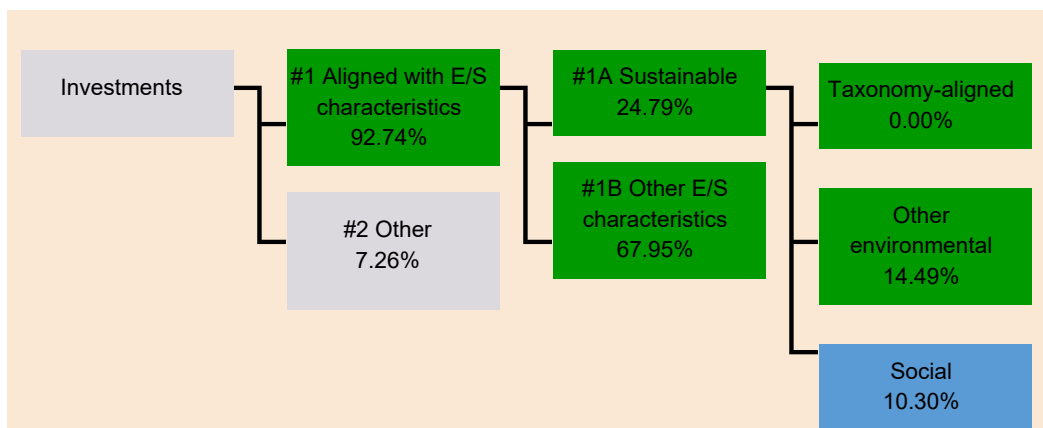 Investments
#1 Aligned with E/S
characteristics
92.74%
#2 Other
7.26%
#1A Sustainable
24.79%
#1B Other E/S
characteristics
67.95%
Taxonomy-aligned
0.00%
Other
environmental
14.49%
Social
10.30%